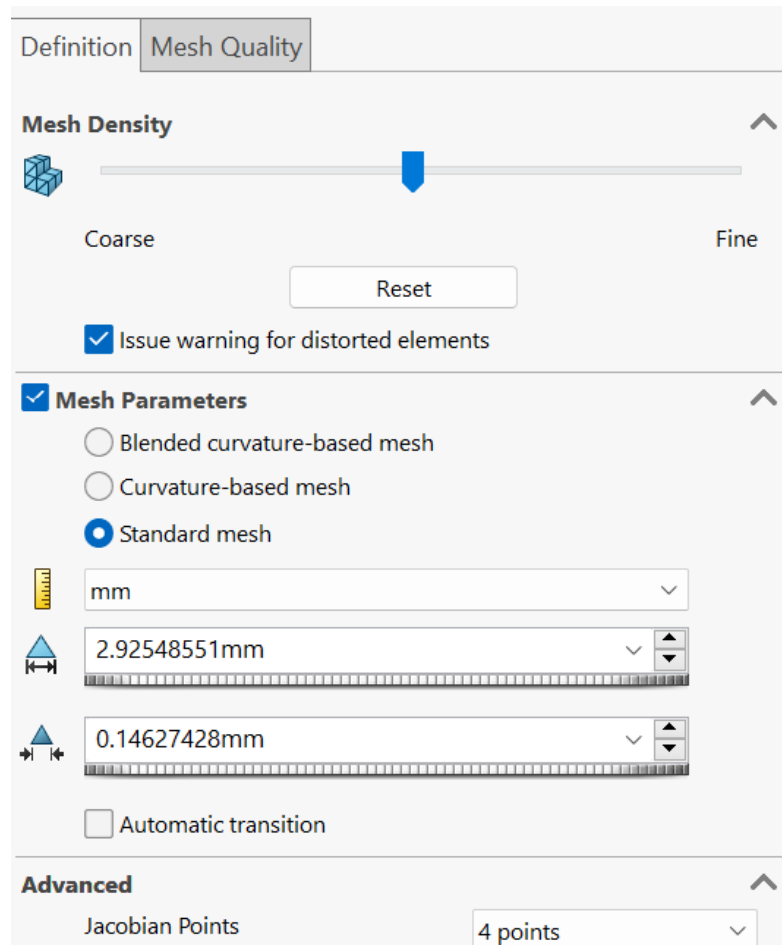 Definition Mesh Quality
Mesh Density
Coarse Fine
Reset
Issue warning for distorted elements
Mesh Parameters
Blended curvature-based mesh
Curvature-based mesh
Standard mesh
mm
2.92548551mm
0.14627428mm
Automatic transition
Advanced
Jacobian Points 4 points